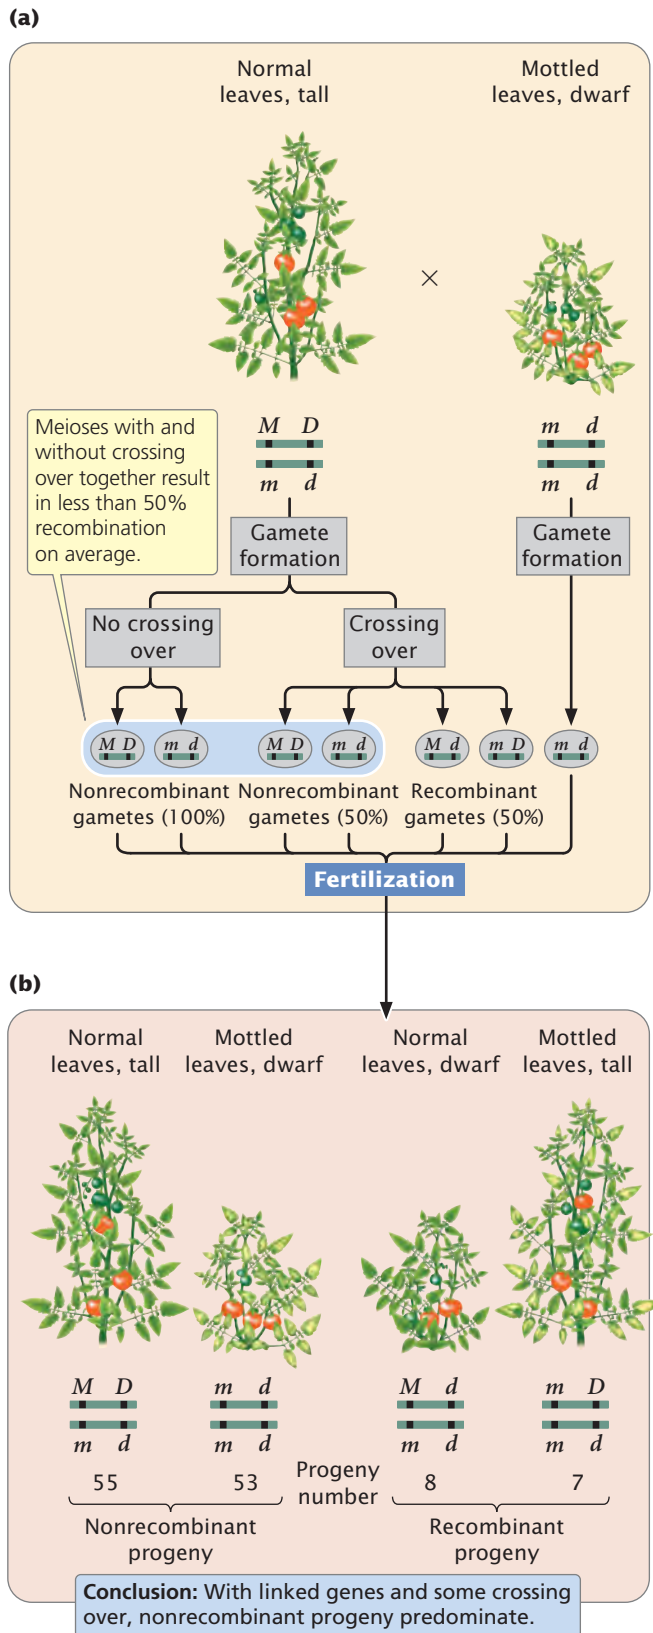 (a)
Normal
leaves, tall
Mottled
leaves, dwarf
×
Meioses with and
without crossing
over together result
in less than 50%
recombination
on average.
M D
m d
m d
m d
Gamete
formation
Gamete
formation
No crossing
over
Crossing
over
M D
m d
M D
m d
M d
m D
m d
Nonrecombinant
gametes (100%)
Nonrecombinant
gametes (50%)
Recombinant
gametes (50%)
Fertilization
(b)
Normal
leaves, tall
Mottled
leaves, dwarf
Normal
leaves, dwarf
Mottled
leaves, tall
M D
m d
m d
m d
M d
m d
m D
m d
55
53
Progeny
number
8
7
Nonrecombinant
progeny
Recombinant
progeny
Conclusion: With linked genes and some crossing
over, nonrecombinant progeny predominate.